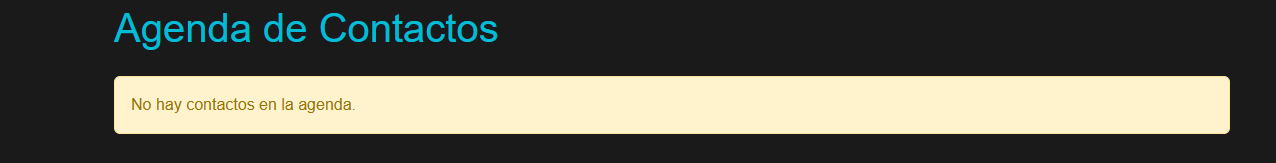 Agenda de Contactos
No hay contactos en la agenda.